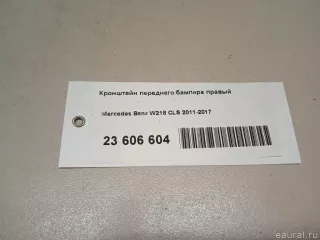 Кронштейн переднего бампера правый
Mercedes Benz W218 CLS 2011-2017
23 606 604
eaural.ru